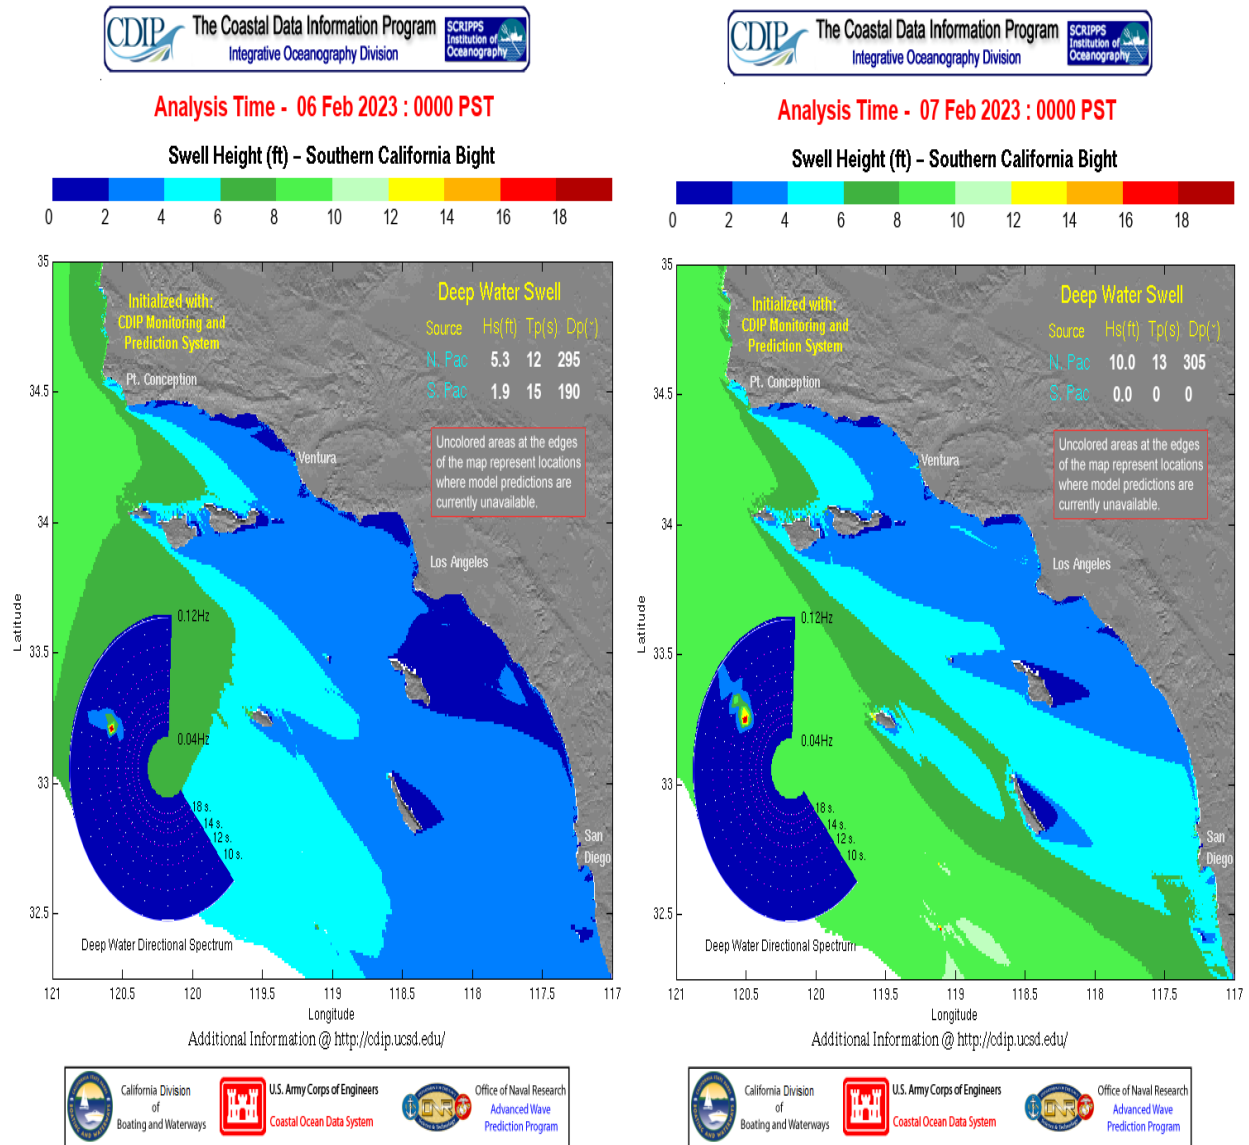 CDIP The Coastal Data Information Program
Integrative Oceanography Division
SCRIPPS
Institution of
Oceanography
Analysis Time - 06 Feb 2023 : 0000 PST
Swell Height (ft) – Southern California Bight
0 2 4 6 8 10 12 14 16 18
35
34.5
34
33.5
33
32.5
Latitude
Initialized with:
CDIP Monitoring and
Prediction System
Deep Water Swell
Source Hs(ft) Tp(s) Dp(°)
N. Pac 5.3 12 295
S. Pac 1.9 15 190
Pt. Conception
Uncolored areas at the edges
of the map represent locations
where model predictions are
currently unavailable.
Ventura
Los Angeles
0.12Hz
0.04Hz
18 s.
14 s.
12 s.
10 s.
San
Diego
Deep Water Directional Spectrum
121 120.5 120 119.5 119 118.5 118 117.5 117
Longitude
Additional Information @ http://cdip.ucsd.edu/
California Division
of
Boating and Waterways
U.S. Army Corps of Engineers
Coastal Ocean Data System
Office of Naval Research
Advanced Wave
Prediction Program
CDIP The Coastal Data Information Program
Integrative Oceanography Division
SCRIPPS
Institution of
Oceanography
Analysis Time - 07 Feb 2023 : 0000 PST
Swell Height (ft) – Southern California Bight
0 2 4 6 8 10 12 14 16 18
35
34.5
34
33.5
33
32.5
Latitude
Initialized with:
CDIP Monitoring and
Prediction System
Deep Water Swell
Source Hs(ft) Tp(s) Dp(°)
N. Pac 10.0 13 305
S. Pac 0.0 0 0
Pt. Conception
Uncolored areas at the edges
of the map represent locations
where model predictions are
currently unavailable.
Ventura
Los Angeles
0.12Hz
0.04Hz
18 s.
14 s.
12 s.
10 s.
San
Diego
Deep Water Directional Spectrum
121 120.5 120 119.5 119 118.5 118 117.5 117
Longitude
Additional Information @ http://cdip.ucsd.edu/
California Division
of
Boating and Waterways
U.S. Army Corps of Engineers
Coastal Ocean Data System
Office of Naval Research
Advanced Wave
Prediction Program